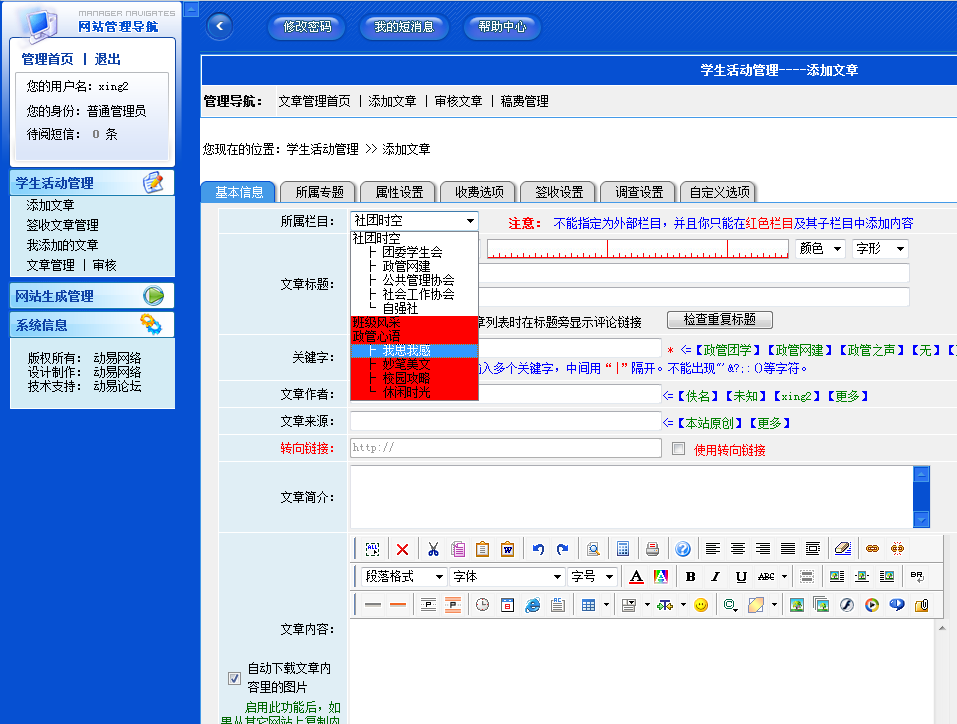 MANAGER NAVIGATES
网站管理导航
管理首页 | 退出
您的用户名：xing2
您的身份：普通管理员
待阅短信： 0 条
学生活动管理
添加文章
签收文章管理
我添加的文章
文章管理 | 审核
网站生成管理
系统信息
版权所有： 动易网络
设计制作： 动易网络
技术支持： 动易论坛
修改密码 我的短消息 帮助中心
学生活动管理----添加文章
管理导航： 文章管理首页 | 添加文章 | 审核文章 | 稿费管理
您现在的位置：学生活动管理 >> 添加文章
基本信息 所属专题 属性设置 收费选项 签收设置 调查设置 自定义选项
所属栏目： 社团时空 注意： 不能指定为外部栏目，并且你只能在红色栏目及其子栏目中添加内容
社团时空
├ 团委学生会
├ 政管网建
├ 公共管理协会
├ 社会工作协会
└ 自强社
班级风采
政管心语
├ 我思我感
├ 妙笔美文
├ 校园攻略
└ 休闲时光
颜色 字形
文章标题：
章列表时在标题旁显示评论链接 检查重复标题
关键字： * <=【政管团学】【政管网建】【政管之声】【无】【
输入多个关键字，中间用“|”隔开。不能出现"'&?;:()等字符。
文章作者： <=【佚名】【未知】【xing2】【更多】
文章来源： <=【本站原创】【更多】
转向链接： http:// 使用转向链接
文章简介：
段落格式 字体 字号 A A B I U ABC BR
文章内容：
自动下载文章内
容里的图片
启用此功能后，如
果从其它网站上复制内